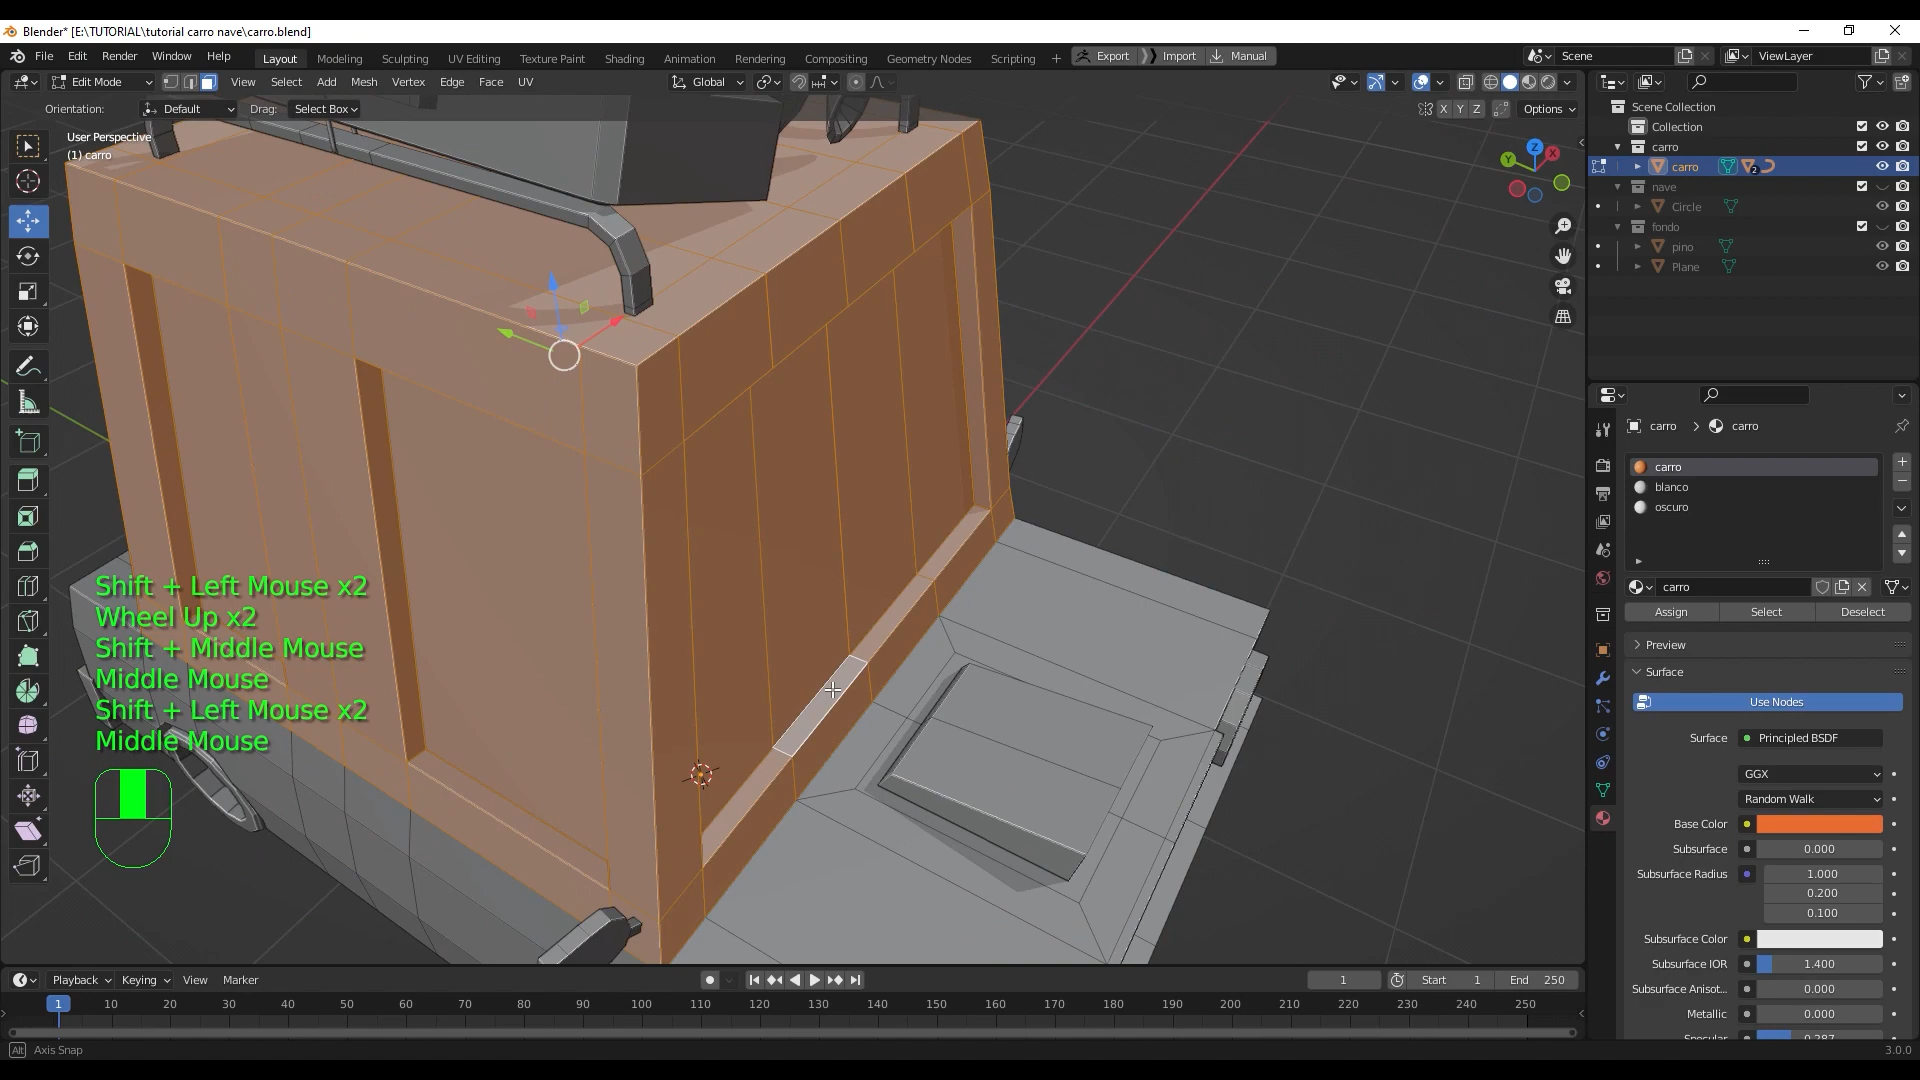 Blender* [E:\TUTORIAL\tutorial carro nave\carro.blend]
File Edit Render Window Help Layout Modeling Sculpting UV Editing Texture Paint Shading Animation Rendering Compositing Geometry Nodes Scripting + Export Import Manual Scene ViewLayer
Edit Mode View Select Add Mesh Vertex Edge Face UV Global
Orientation: Default Drag: Select Box X Y Z Options
User Perspective
(1) carro
Scene Collection
Collection
carro
carro 2
nave
Circle
fondo
pino
Plane
Z
Y
X
Shift + Left Mouse x2
Wheel Up x2
Shift + Middle Mouse
Middle Mouse
Shift + Left Mouse x2
Middle Mouse
carro > carro
carro
blanco
oscuro
carro
Assign Select Deselect
Preview
Surface
Use Nodes
Surface Principled BSDF
GGX
Random Walk
Base Color
Subsurface 0.000
Subsurface Radius 1.000
0.200
0.100
Subsurface Color
Subsurface IOR 1.400
Subsurface Anisot... 0.000
Metallic 0.000
Specular 0.287
Playback Keying View Marker 1 Start 1 End 250
1 10 20 30 40 50 60 70 80 90 100 110 120 130 140 150 160 170 180 190 200 210 220 230 240 250
Alt Axis Snap 3.0.0